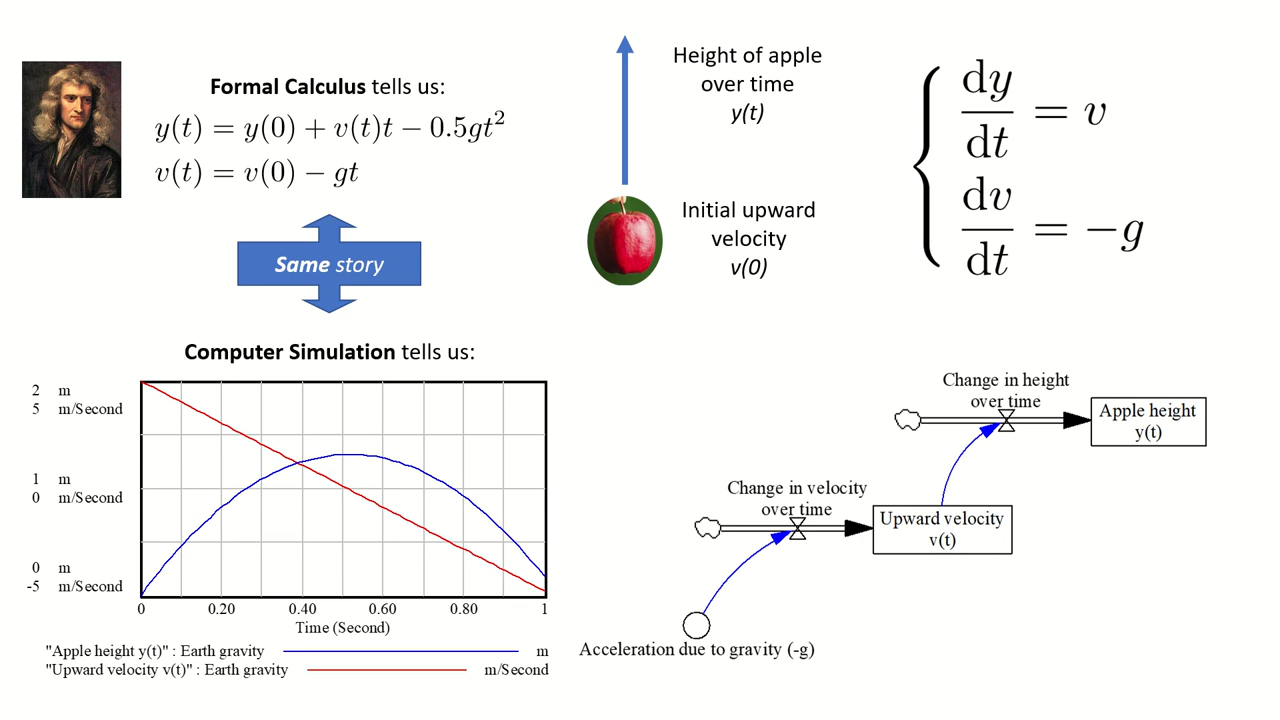 Formal Calculus tells us:
y(t) = y(0) + v(t)t − 0.5gt²
v(t) = v(0) − gt
Same story
Height of apple
over time
y(t)
Initial upward
velocity
v(0)
dy/dt = v
dv/dt = −g
Computer Simulation tells us:
2 m
5 m/Second
1 m
0 m/Second
0 m
-5 m/Second
0 0.20 0.40 0.60 0.80 1
Time (Second)
"Apple height y(t)" : Earth gravity m
"Upward velocity v(t)" : Earth gravity m/Second
Change in height
over time
Apple height
y(t)
Change in velocity
over time
Upward velocity
v(t)
Acceleration due to gravity (-g)